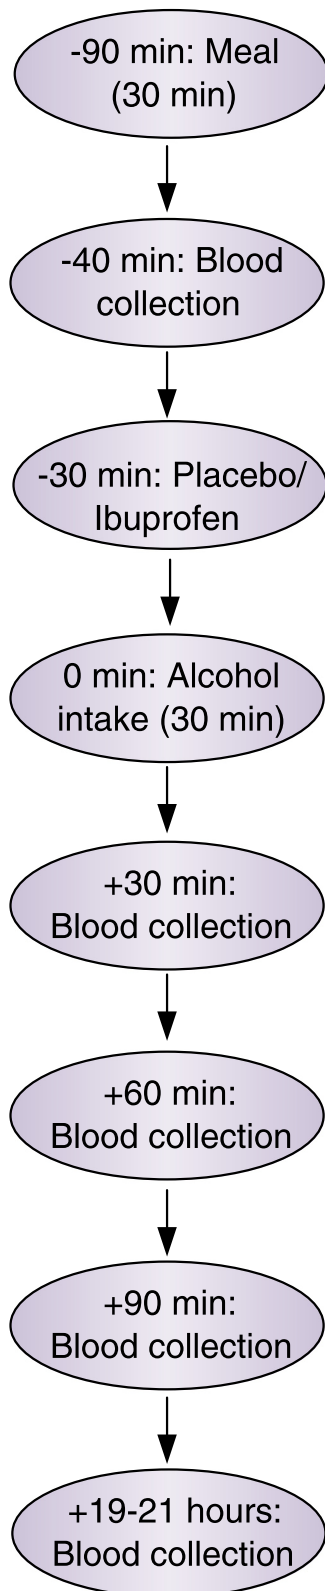 -90 min: Meal
(30 min)
-40 min: Blood
collection
-30 min: Placebo/
Ibuprofen
0 min: Alcohol
intake (30 min)
+30 min:
Blood collection
+60 min:
Blood collection
+90 min:
Blood collection
+19-21 hours:
Blood collection